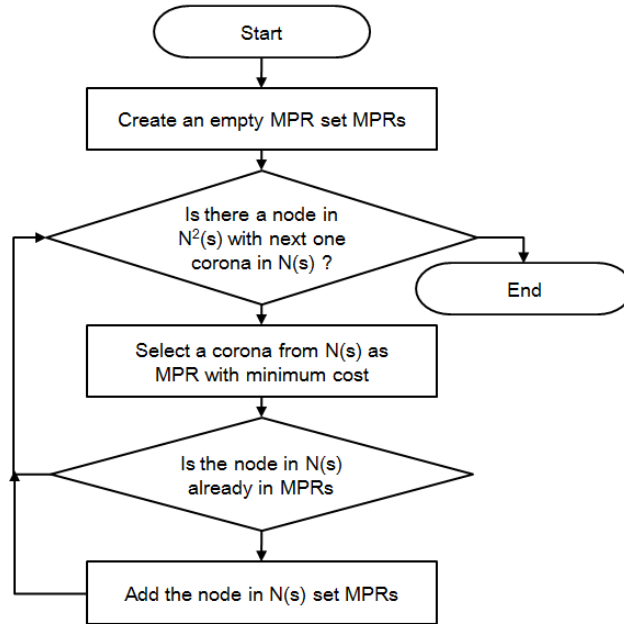 Start
Create an empty MPR set MPRs
Is there a node in
N²(s) with next one
corona in N(s) ?
End
Select a corona from N(s) as
MPR with minimum cost
Is the node in N(s)
already in MPRs
Add the node in N(s) set MPRs